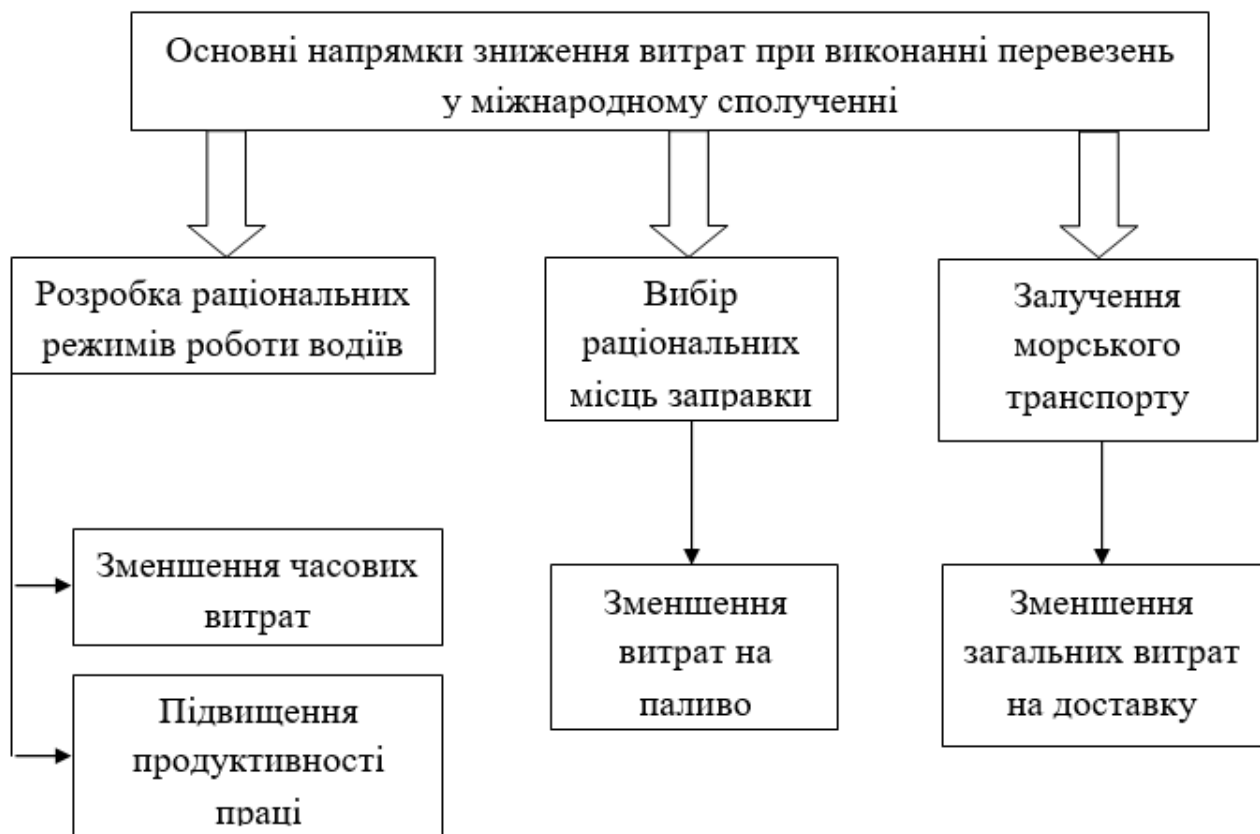 Основні напрямки зниження витрат при виконанні перевезень
у міжнародному сполученні
Розробка раціональних
режимів роботи водіїв
Вибір
раціональних
місць заправки
Залучення
морського
транспорту
Зменшення часових
витрат
Підвищення
продуктивності
праці
Зменшення
витрат на
паливо
Зменшення
загальних витрат
на доставку